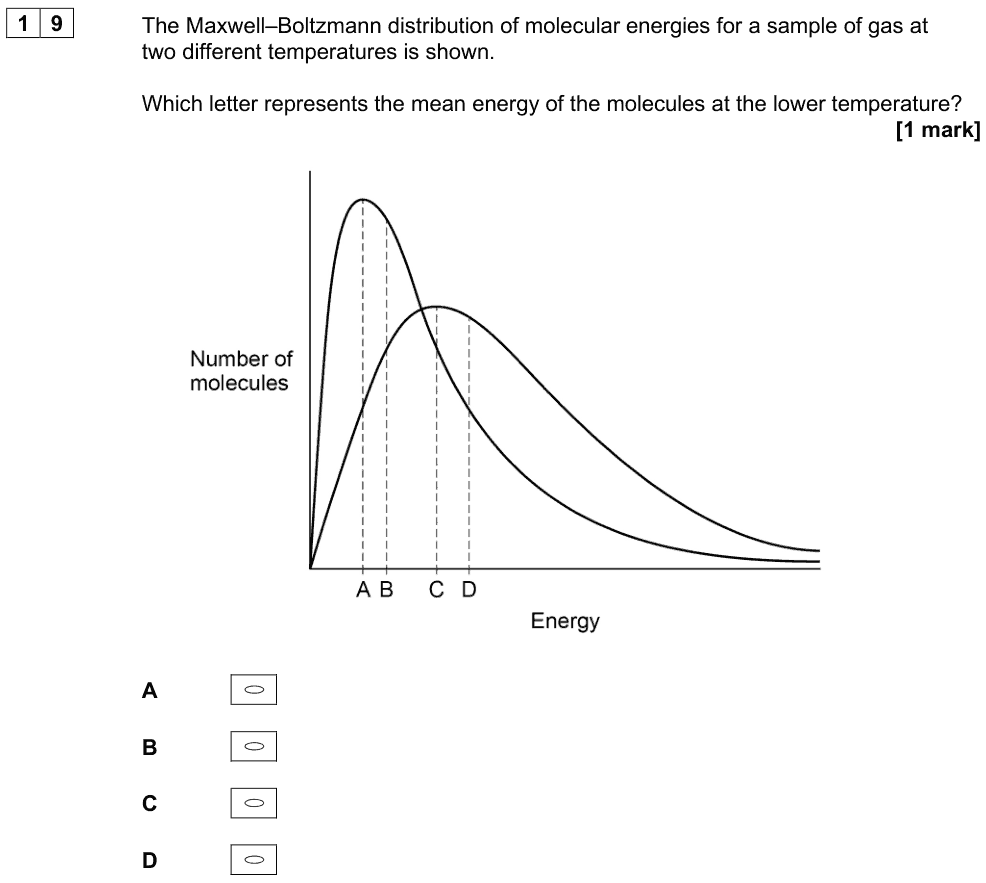 1 9
The Maxwell–Boltzmann distribution of molecular energies for a sample of gas at
two different temperatures is shown.
Which letter represents the mean energy of the molecules at the lower temperature?
[1 mark]
Number of
molecules
A B C D
Energy
A
B
C
D